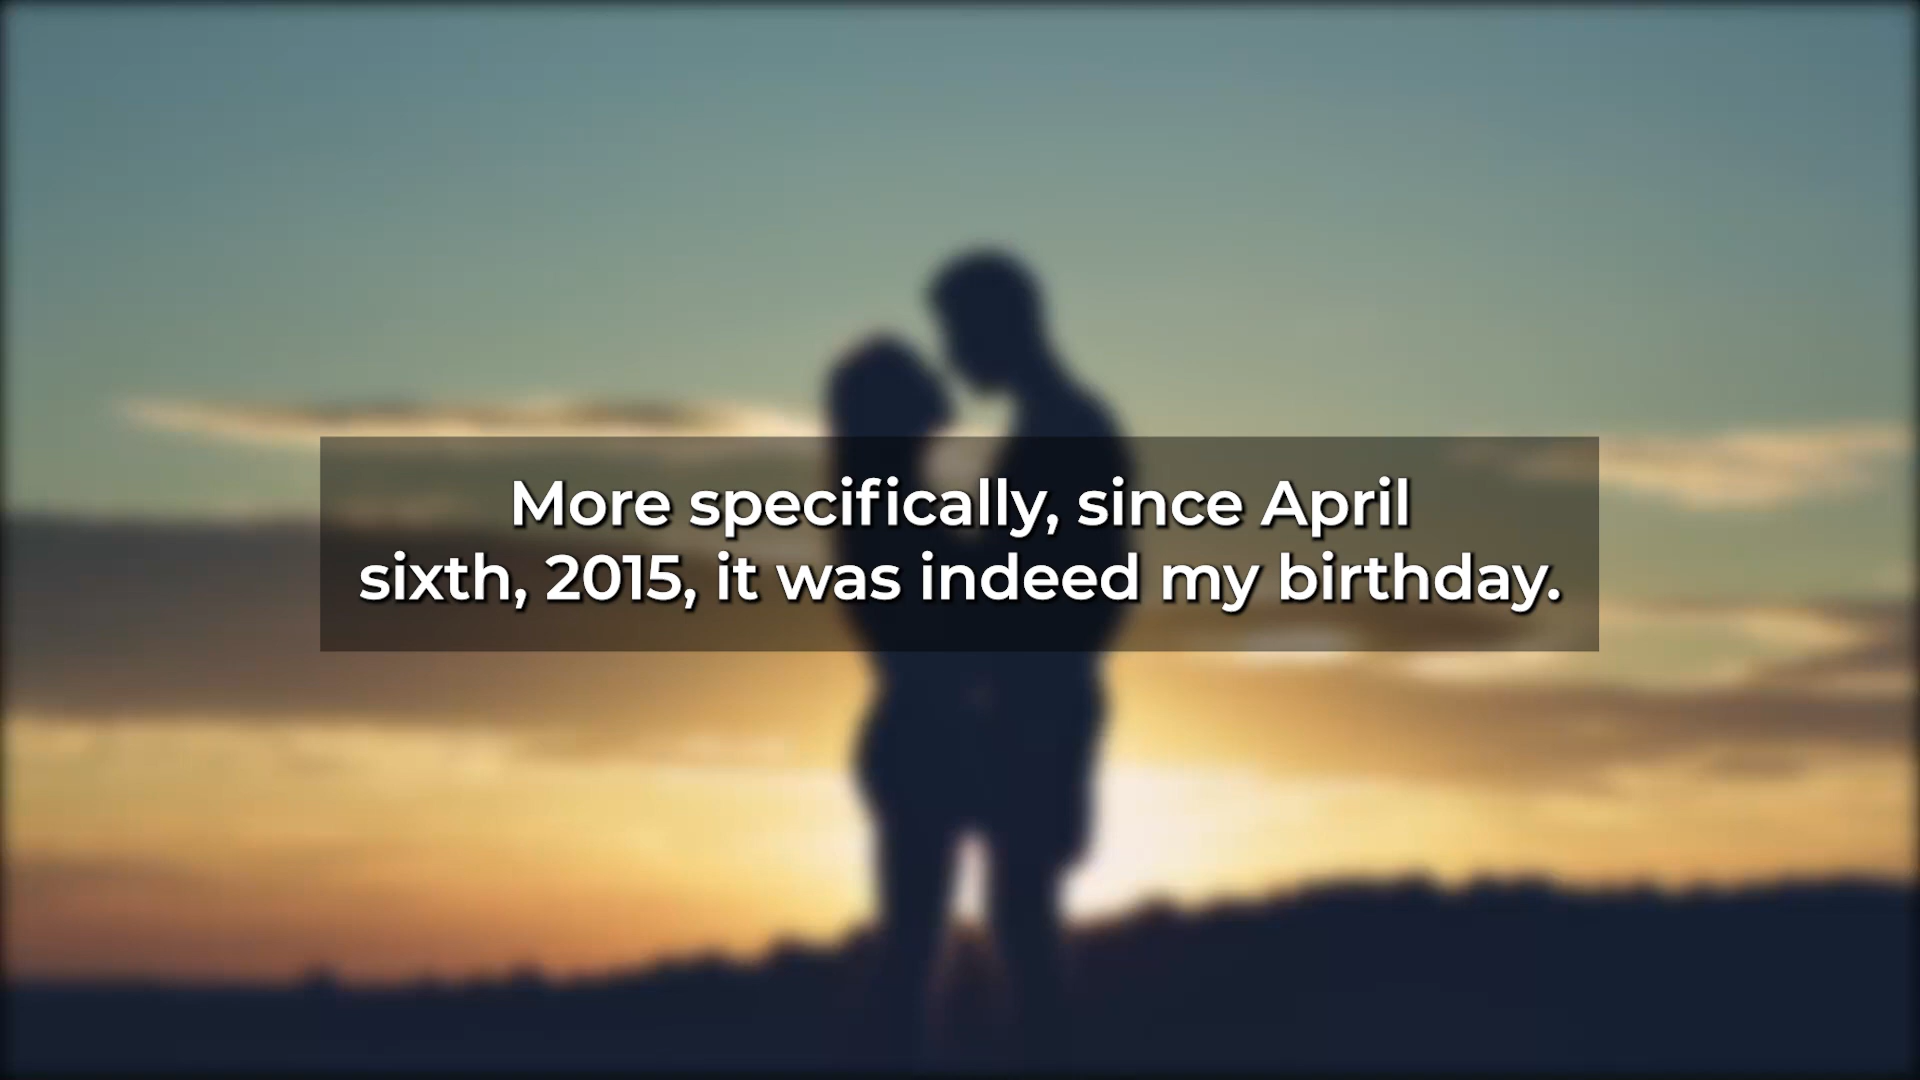 More specifically, since April
sixth, 2015, it was indeed my birthday.